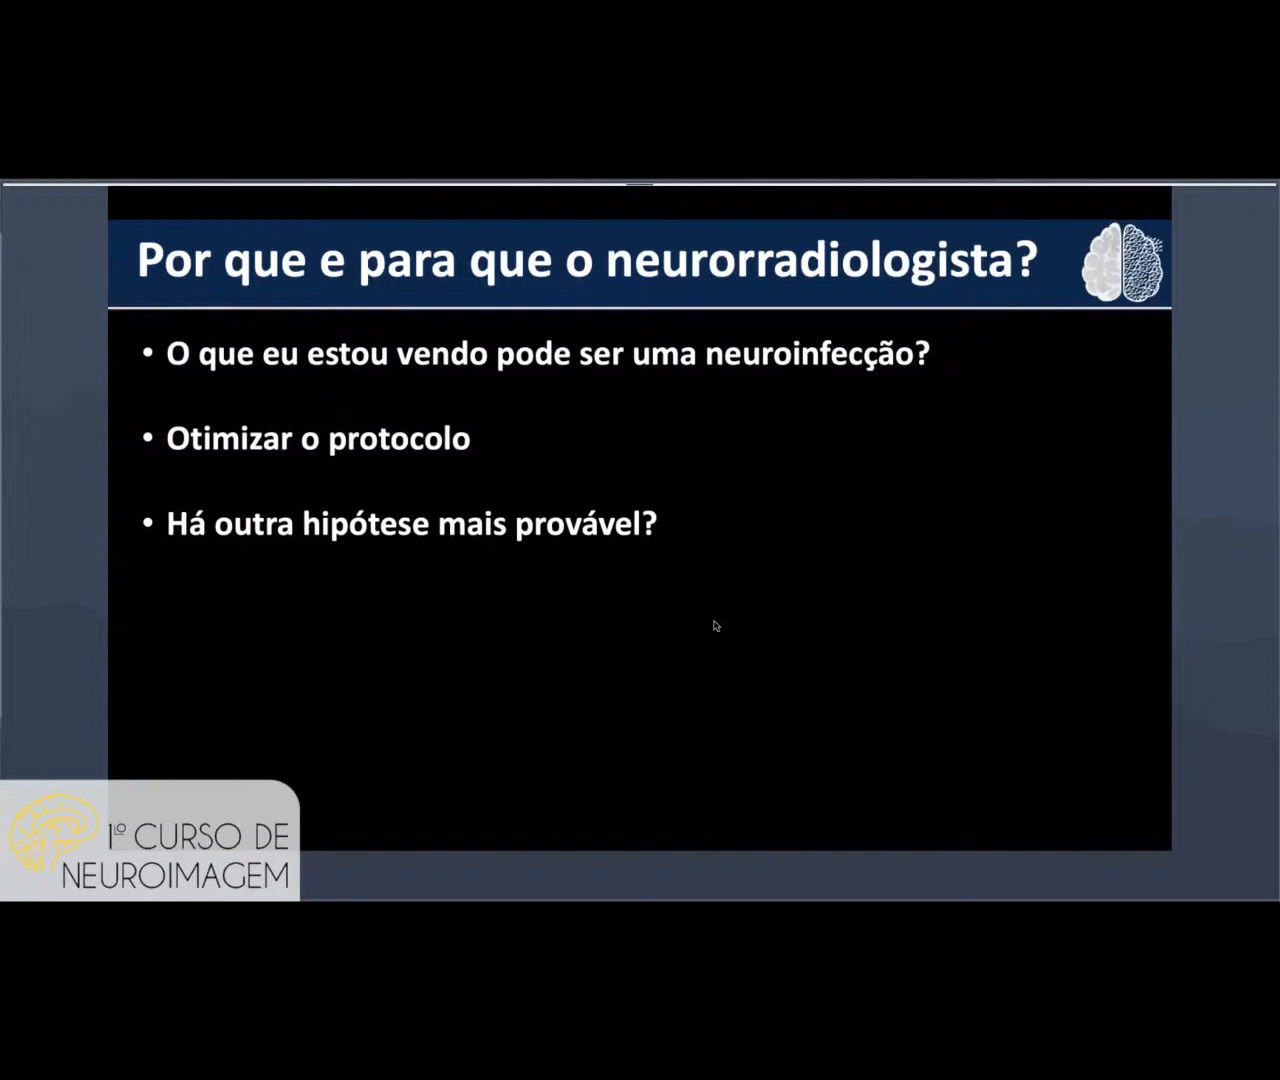 Por que e para que o neurorradiologista?
• O que eu estou vendo pode ser uma neuroinfecção?
• Otimizar o protocolo
• Há outra hipótese mais provável?
1º CURSO DE
NEUROIMAGEM